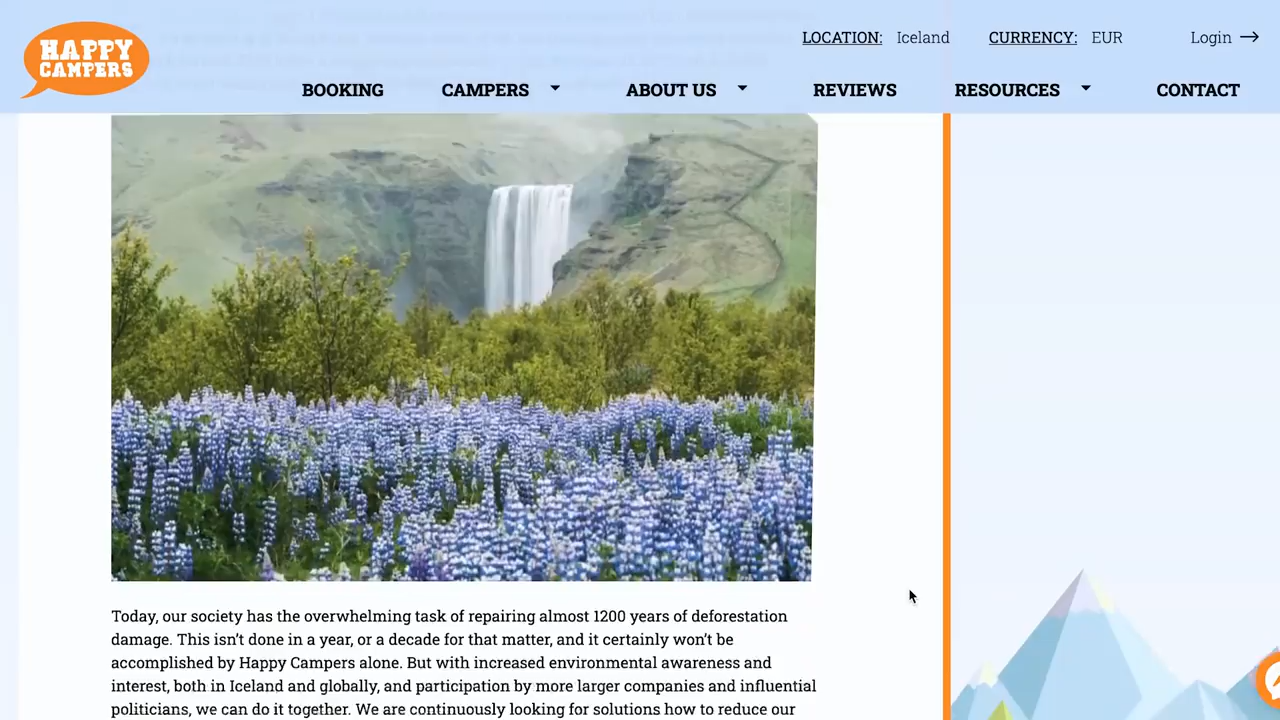 HAPPY
CAMPERS
LOCATION: Iceland CURRENCY: EUR Login
BOOKING CAMPERS ABOUT US REVIEWS RESOURCES CONTACT
Today, our society has the overwhelming task of repairing almost 1200 years of deforestation
damage. This isn’t done in a year, or a decade for that matter, and it certainly won’t be
accomplished by Happy Campers alone. But with increased environmental awareness and
interest, both in Iceland and globally, and participation by more larger companies and influential
politicians, we can do it together. We are continuously looking for solutions how to reduce our